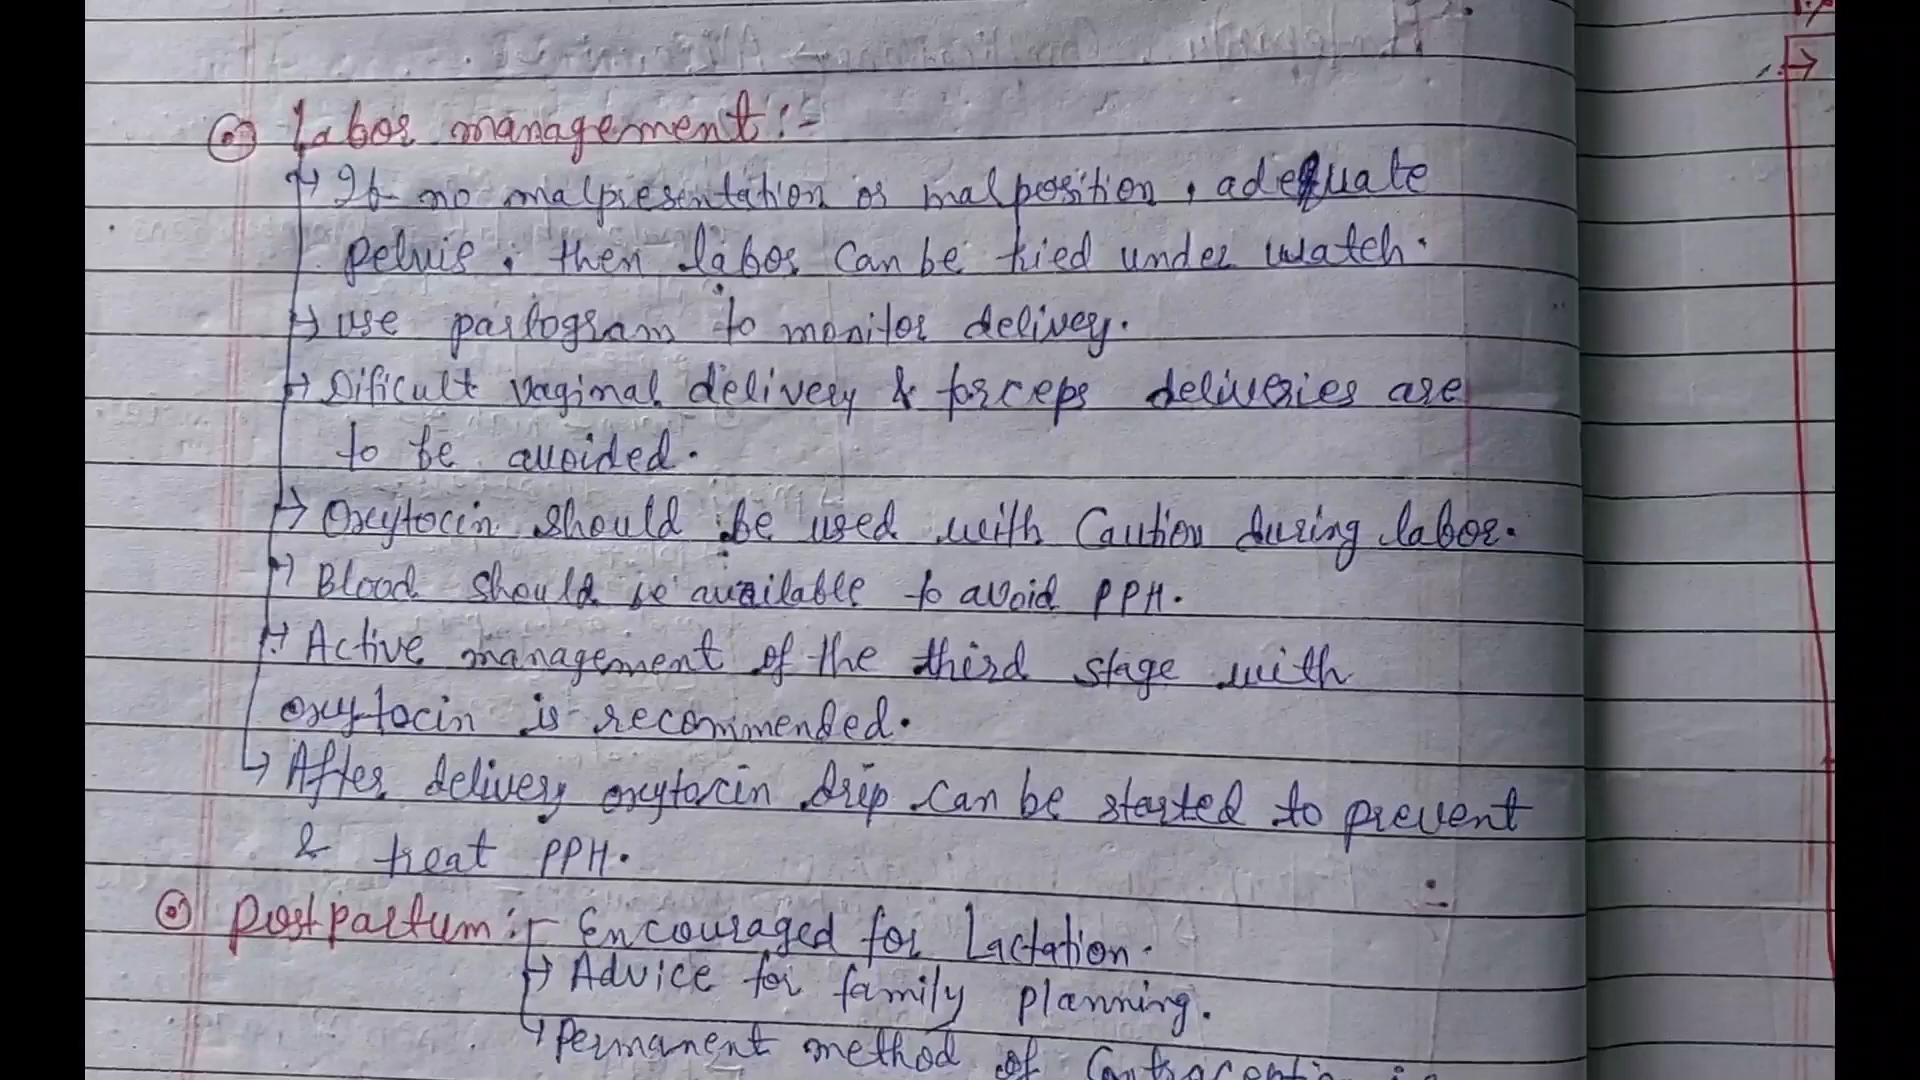 Labor management :-
→ If no malpresentation or malposition, adequate
pelvis, then labor can be tried under watch.
→ use partogram to monitor delivery.
→ Dificult vaginal delivery & forceps deliveries are
to be avoided.
→ Oxytocin should be used with Caution during labor.
→ Blood should be available to avoid PPH.
→ Active management of the third stage with
oxytocin is recommended.
→ After delivery oxytocin drip can be started to prevent
& treat PPH.
Postpartum :- Encouraged for Lactation.
→ Advice for family planning.
→ Permanent method of Contraception is